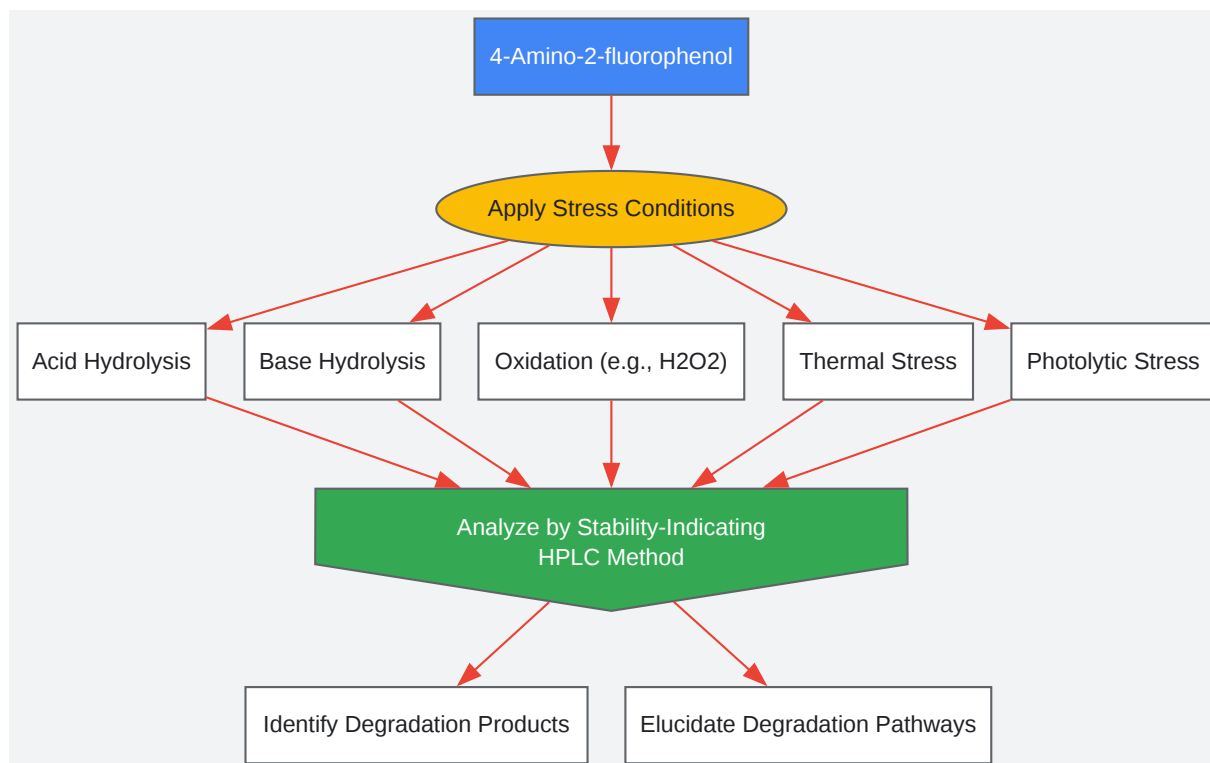 4-Amino-2-fluorophenol
Apply Stress Conditions
Acid Hydrolysis
Base Hydrolysis
Oxidation (e.g., H2O2)
Thermal Stress
Photolytic Stress
Analyze by Stability-Indicating
HPLC Method
Identify Degradation Products
Elucidate Degradation Pathways